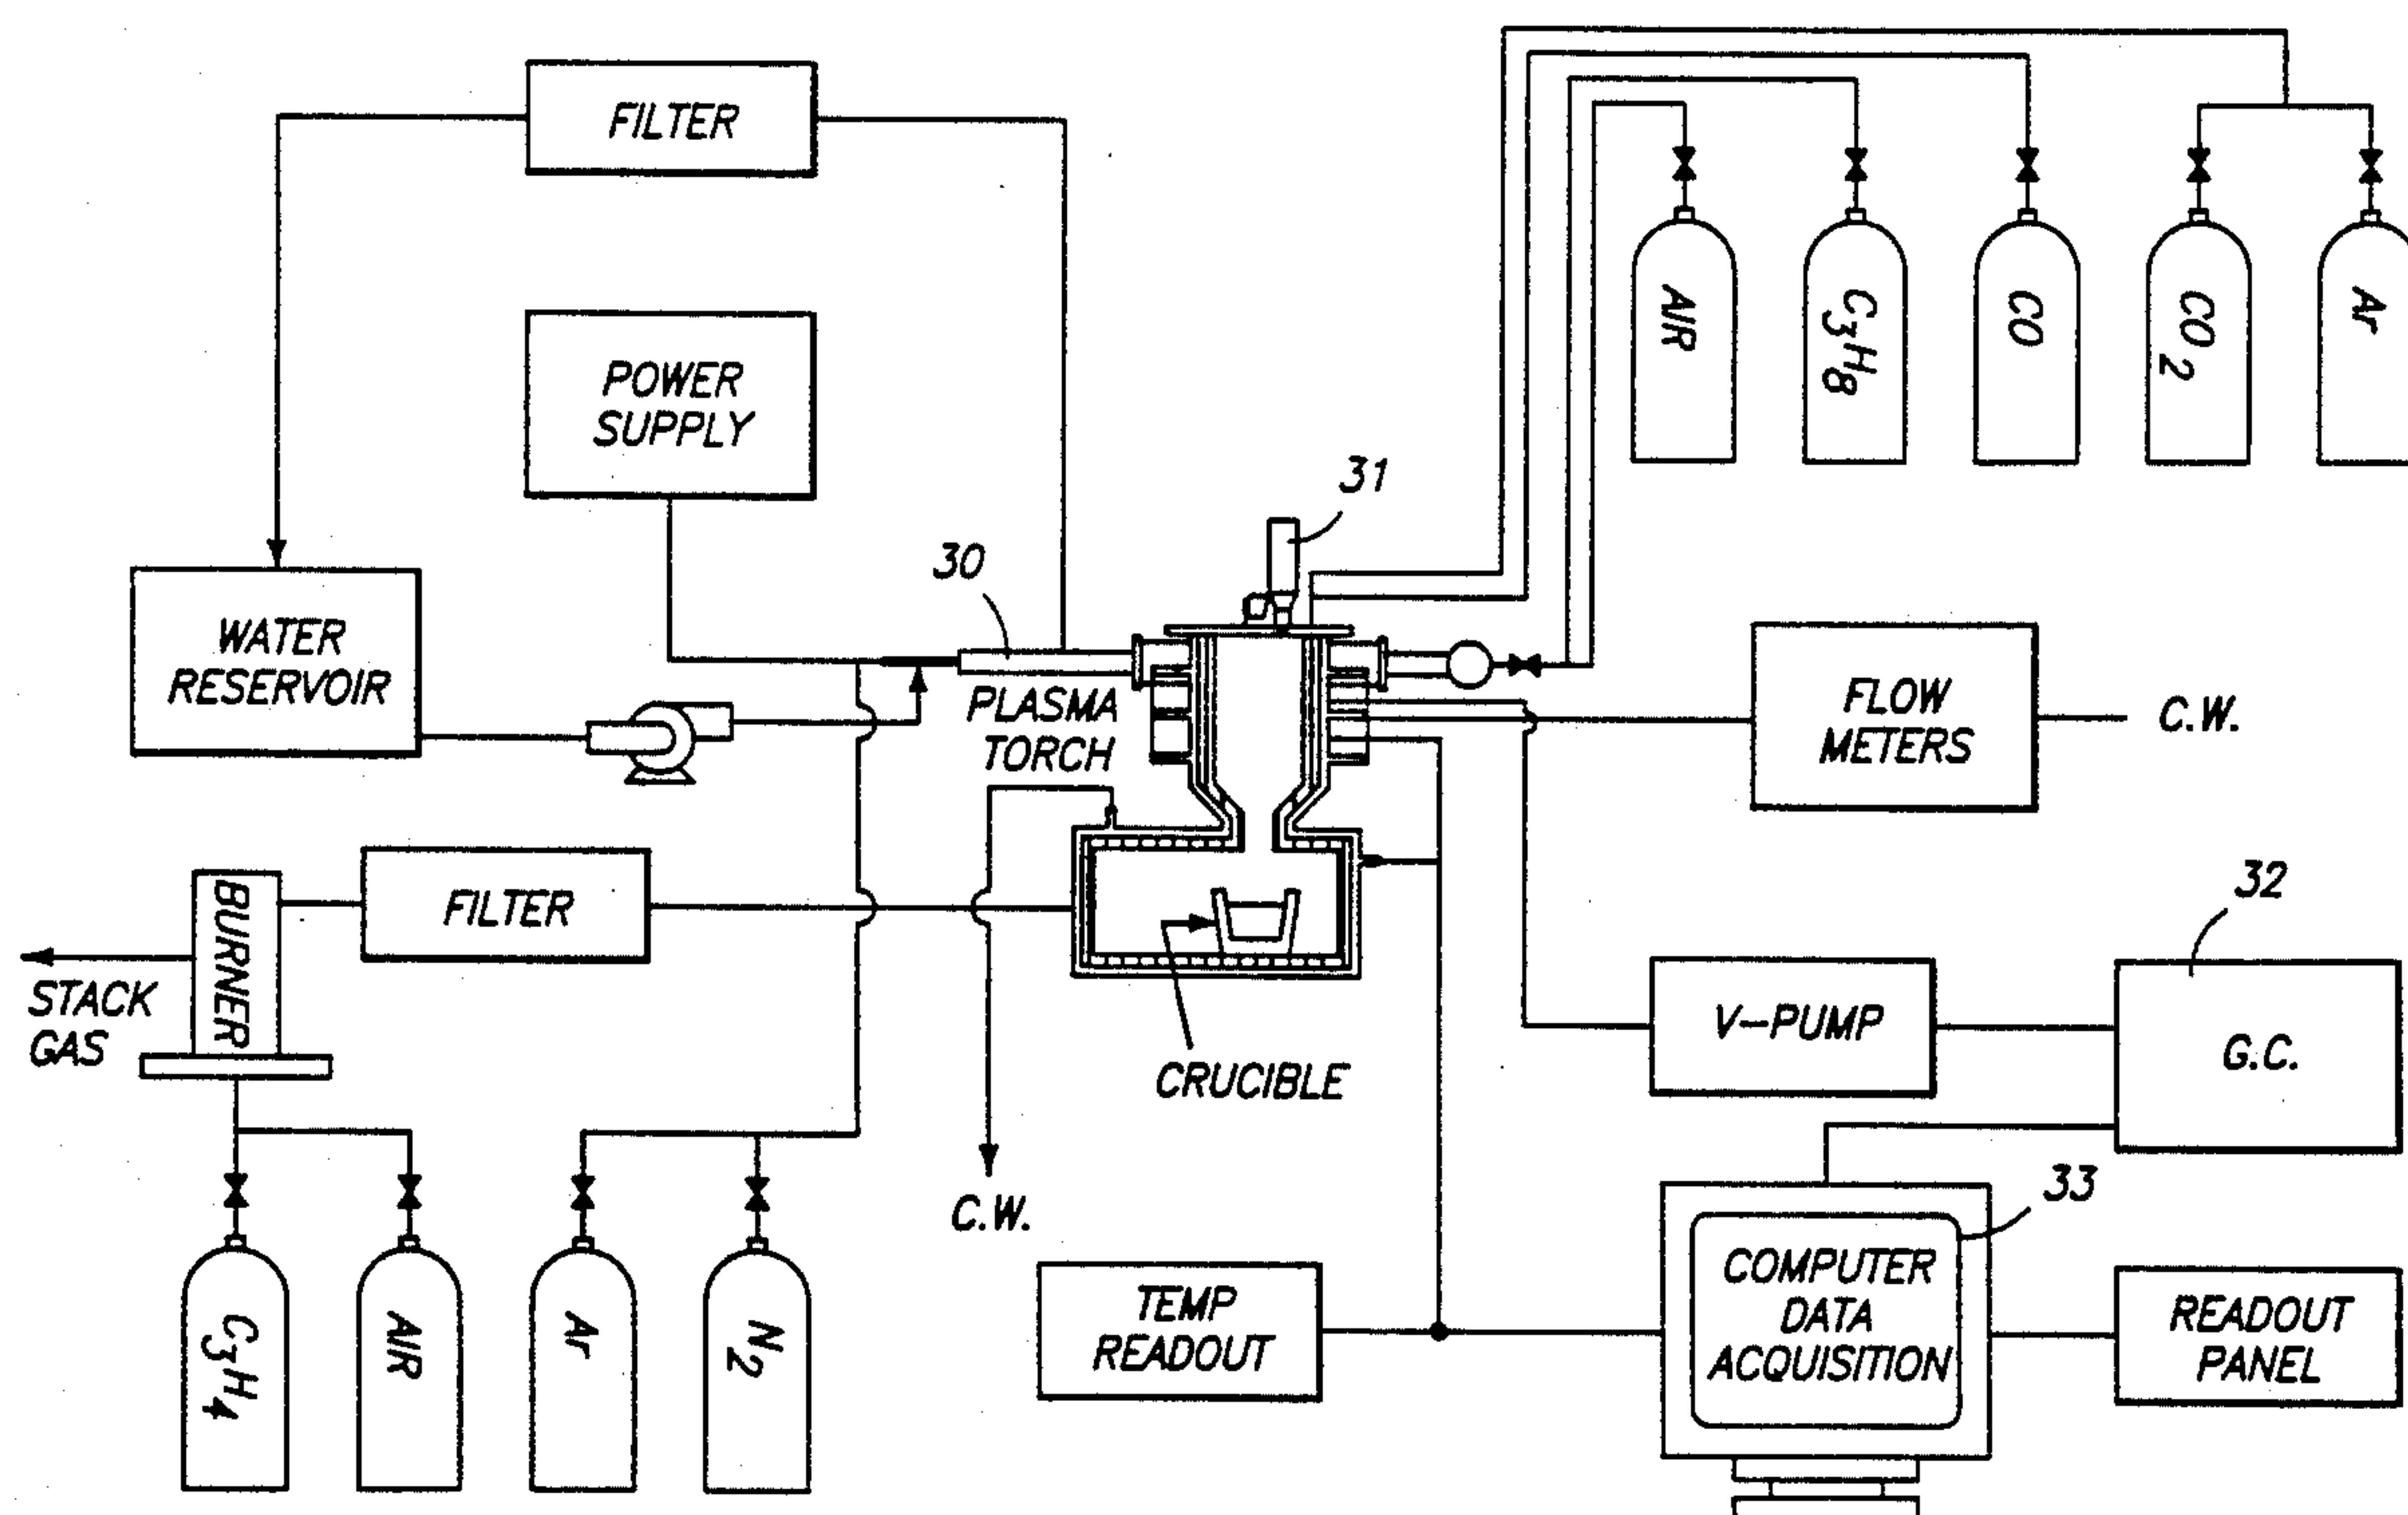 FILTER
POWER
SUPPLY
31
AIR
C3H8
CO
CO2
Ar
30
WATER
RESERVOIR
PLASMA
TORCH
FLOW
METERS
C.W.
BURNER
FILTER
32
STACK
GAS
CRUCIBLE
V-PUMP
G.C.
C.W.
33
C3H4
AIR
Ar
N2
TEMP
READOUT
COMPUTER
DATA
ACQUISITION
READOUT
PANEL